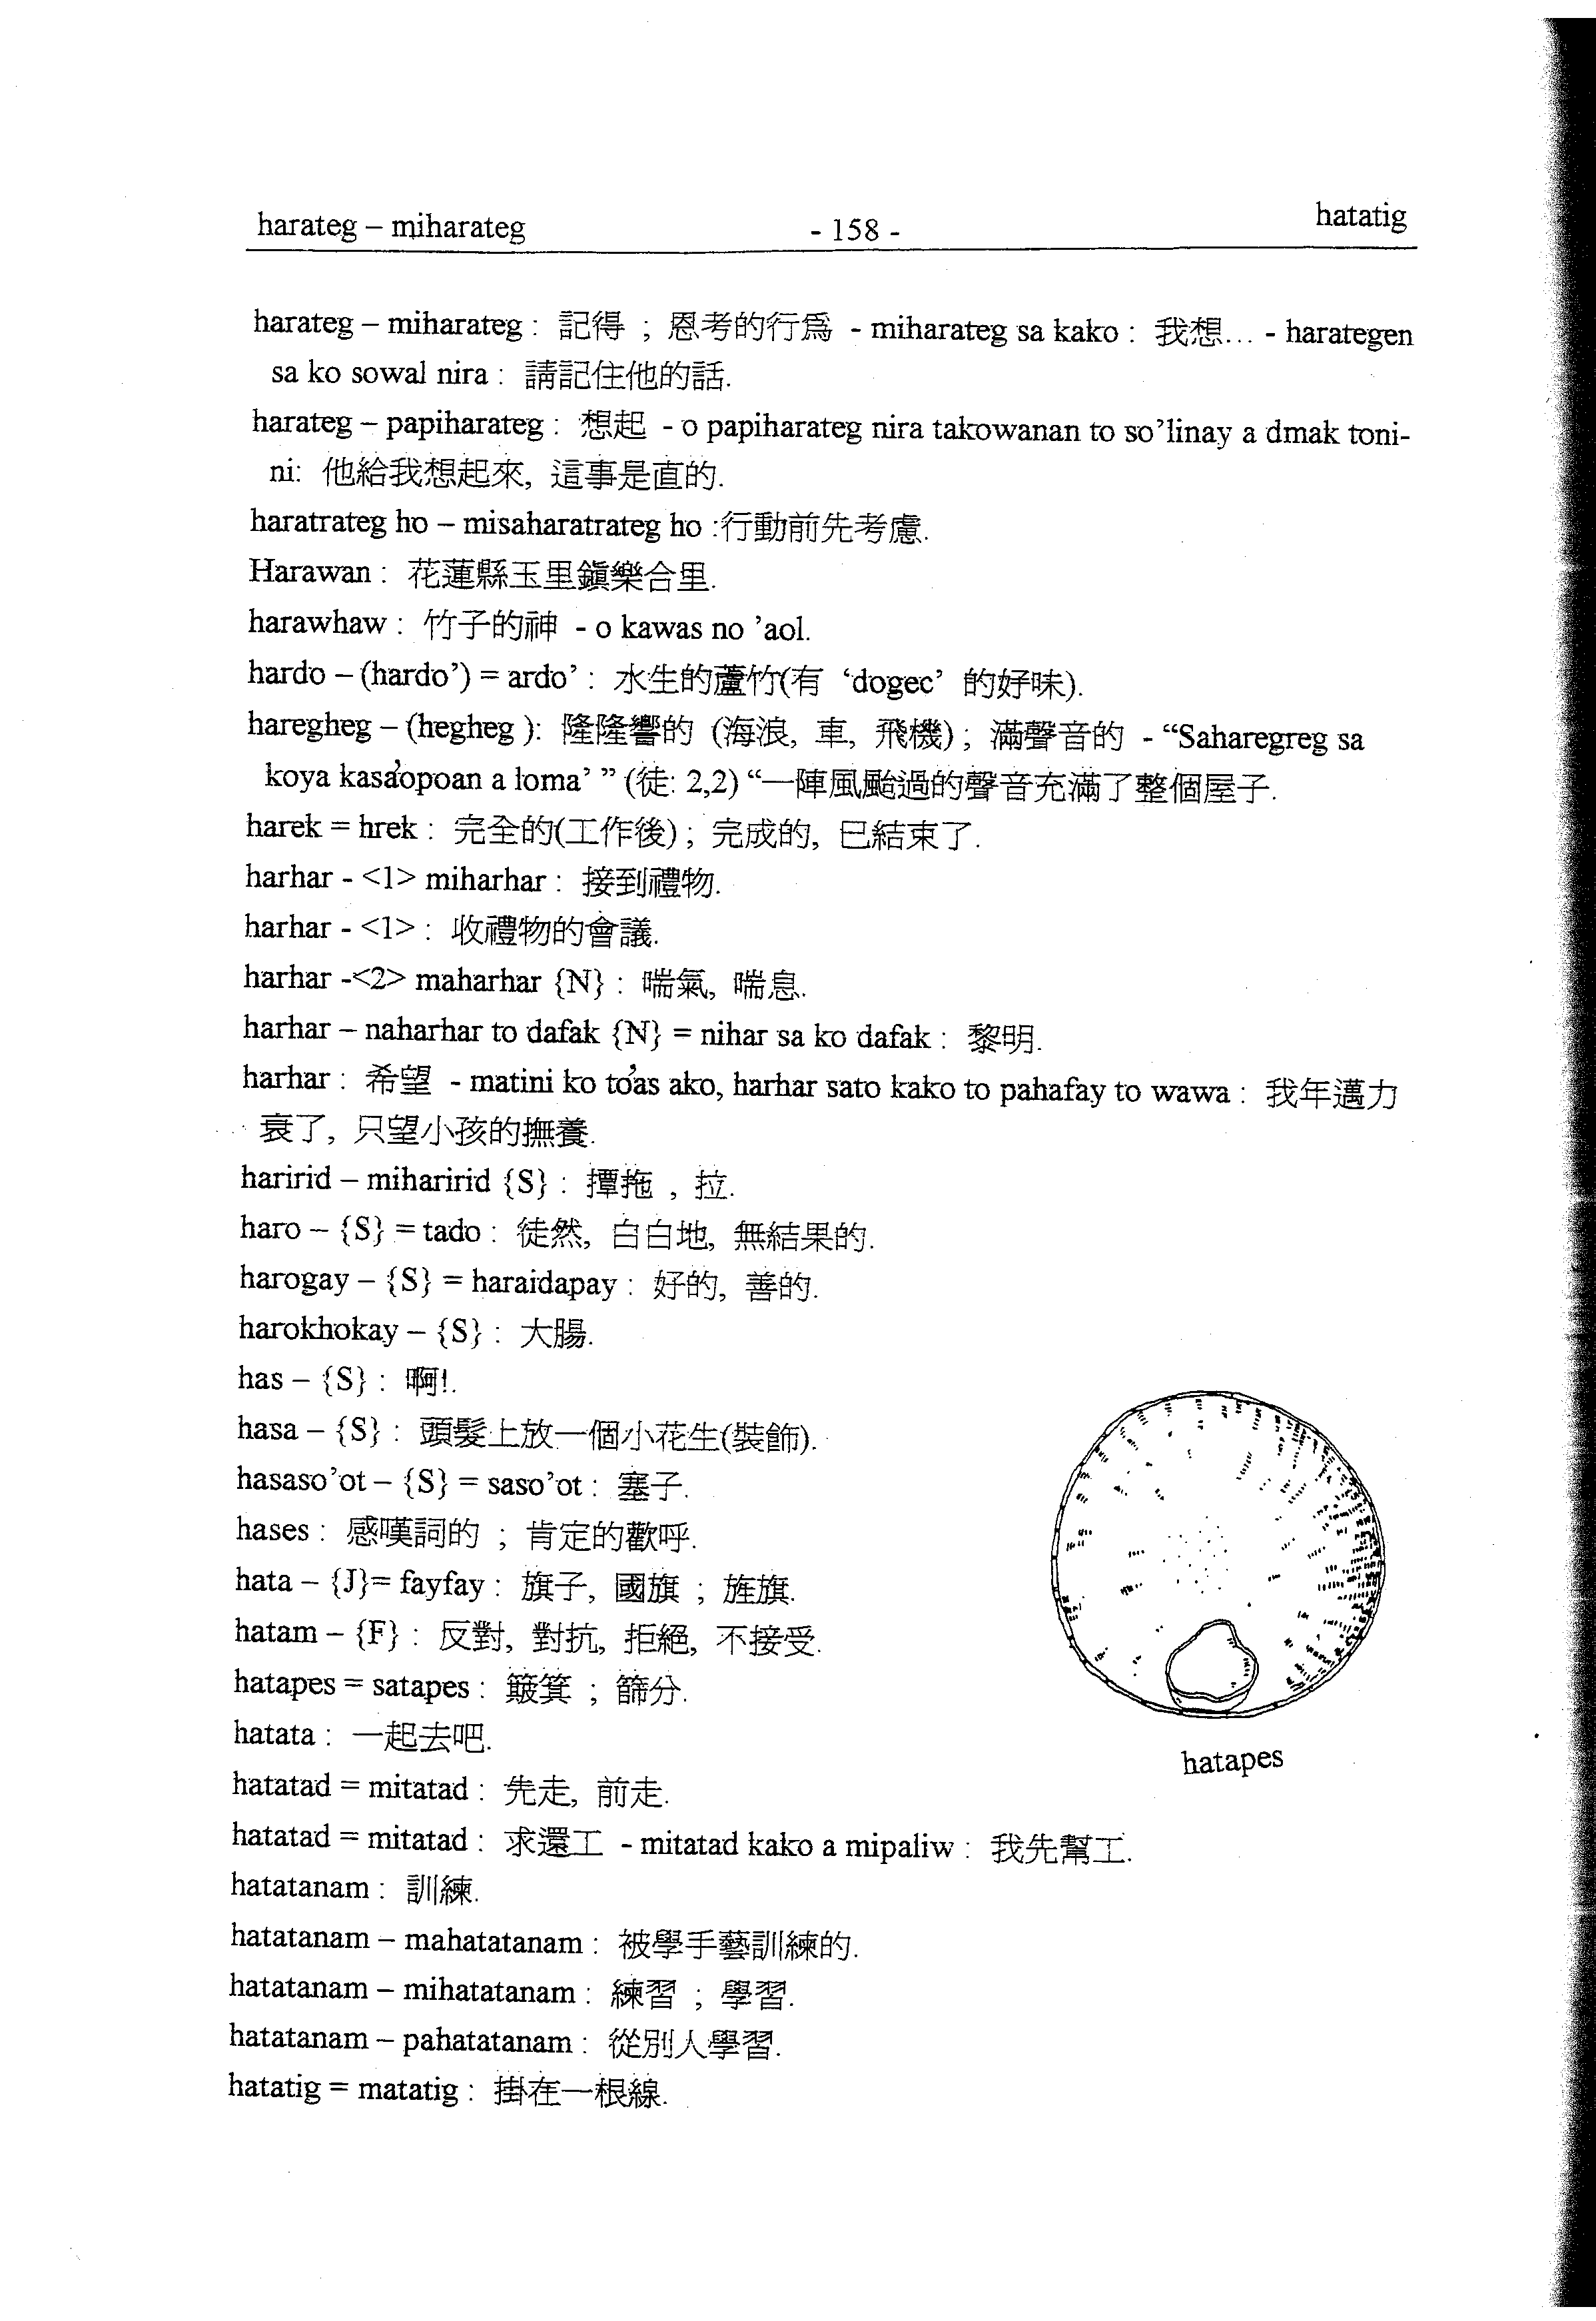 harateg – miharateg - 158 - hatatig
harateg – miharateg : 記得 ; 恩考的行爲 - miharateg sa kako : 我想... - harategen
sa ko sowal nira : 請記住他的話.
harateg – papiharateg : 想起 - o papiharateg nira takowanan to so’linay a dmak toni-
ni: 他給我想起來, 這事是直的.
haratrateg ho – misaharatrateg ho :行動前先考慮.
Harawan : 花蓮縣玉里鎭樂合里.
harawhaw : 竹子的神 - o kawas no ’aol.
hardo – (hardo’) = ardo’ : 水生的蘆竹(有 ‘dogec’ 的好味).
haregheg – (hegheg ): 隆隆響的 (海浪, 車, 飛機) ; 滿聲音的 - “Saharegreg sa
koya kasa’opoan a loma’ ” (徒: 2,2) “一陣風颱過的聲音充滿了整個屋子.
harek = hrek : 完全的(工作後) ; 完成的, 已結束了.
harhar - <1> miharhar : 接到禮物.
harhar - <1> : 收禮物的會議.
harhar -<2> maharhar {N} : 喘氣, 喘息.
harhar – naharhar to dafak {N} = nihar sa ko dafak : 黎明.
harhar : 希望 - matini ko to’as ako, harhar sato kako to pahafay to wawa : 我年邁力
衰了, 只望小孩的撫養.
haririd – miharirid {S} : 撢拖 , 拉.
haro – {S} = tado : 徒然, 白白地, 無結果的.
harogay – {S} = haraidapay : 好的, 善的.
harokhokay – {S} : 大腸.
has – {S} : 啊!.
hasa – {S} : 頭髮上放一個小花生(裝飾).
hasaso’ot – {S} = saso’ot : 塞子.
hases : 感嘆詞的 ; 肯定的歡呼.
hata – {J}= fayfay : 旗子, 國旗 ; 旌旗.
hatam – {F} : 反對, 對抗, 拒絕, 不接受.
hatapes = satapes : 簸箕 ; 篩分.
hatata : 一起去吧.
hatapes
hatatad = mitatad : 先走, 前走.
hatatad = mitatad : 求還工 - mitatad kako a mipaliw : 我先幫工.
hatatanam : 訓練.
hatatanam – mahatatanam : 被學手藝訓練的.
hatatanam – mihatatanam : 練習 ; 學習.
hatatanam – pahatatanam : 從別人學習.
hatatig = matatig : 掛在一根線.